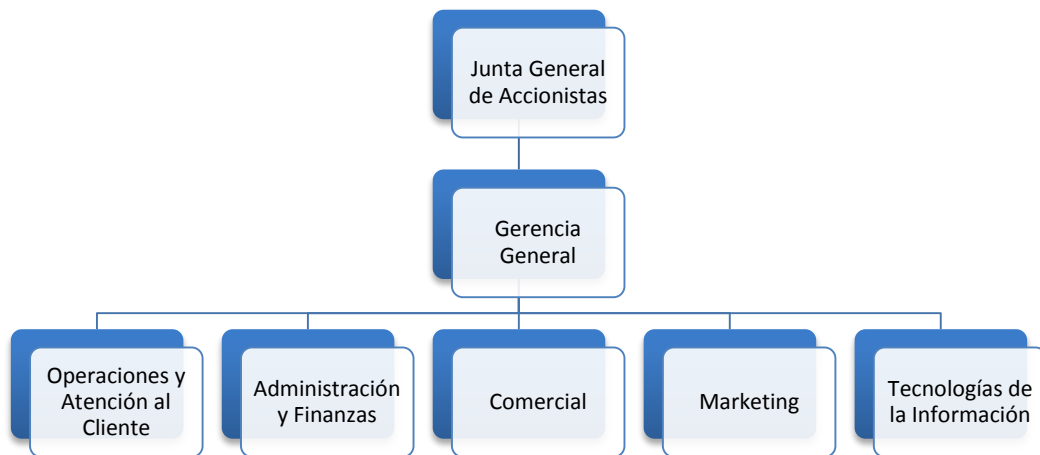 Junta General
de Accionistas
Gerencia
General
Operaciones y
Atención al
Cliente
Administración
y Finanzas
Comercial
Marketing
Tecnologías de
la Información